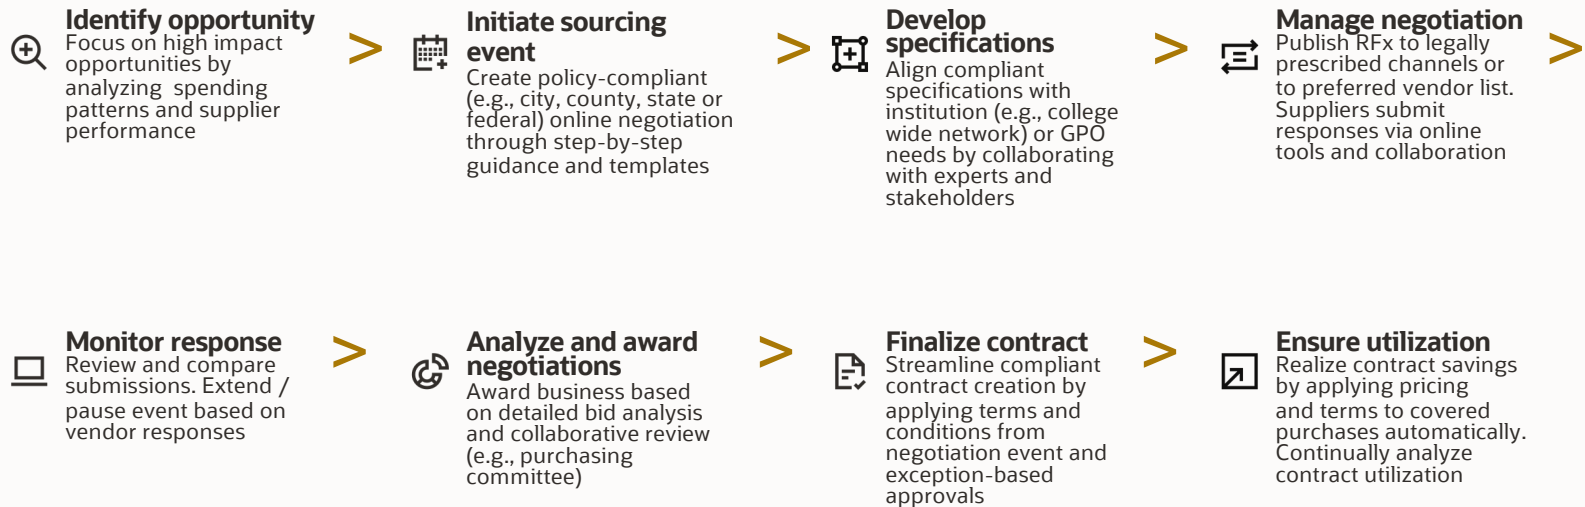 Identify opportunity
Focus on high impact
opportunities by
analyzing spending
patterns and supplier
performance
>
Initiate sourcing
event
Create policy-compliant
(e.g., city, county, state or
federal) online negotiation
through step-by-step
guidance and templates
>
Develop
specifications
Align compliant
specifications with
institution (e.g., college
wide network) or GPO
needs by collaborating
with experts and
stakeholders
>
Manage negotiation
Publish RFx to legally
prescribed channels or
to preferred vendor list.
Suppliers submit
responses via online
tools and collaboration
>
Monitor response
Review and compare
submissions. Extend /
pause event based on
vendor responses
>
Analyze and award
negotiations
Award business based
on detailed bid analysis
and collaborative review
(e.g., purchasing
committee)
>
Finalize contract
Streamline compliant
contract creation by
applying terms and
conditions from
negotiation event and
exception-based
approvals
>
Ensure utilization
Realize contract savings
by applying pricing
and terms to covered
purchases automatically.
Continually analyze
contract utilization